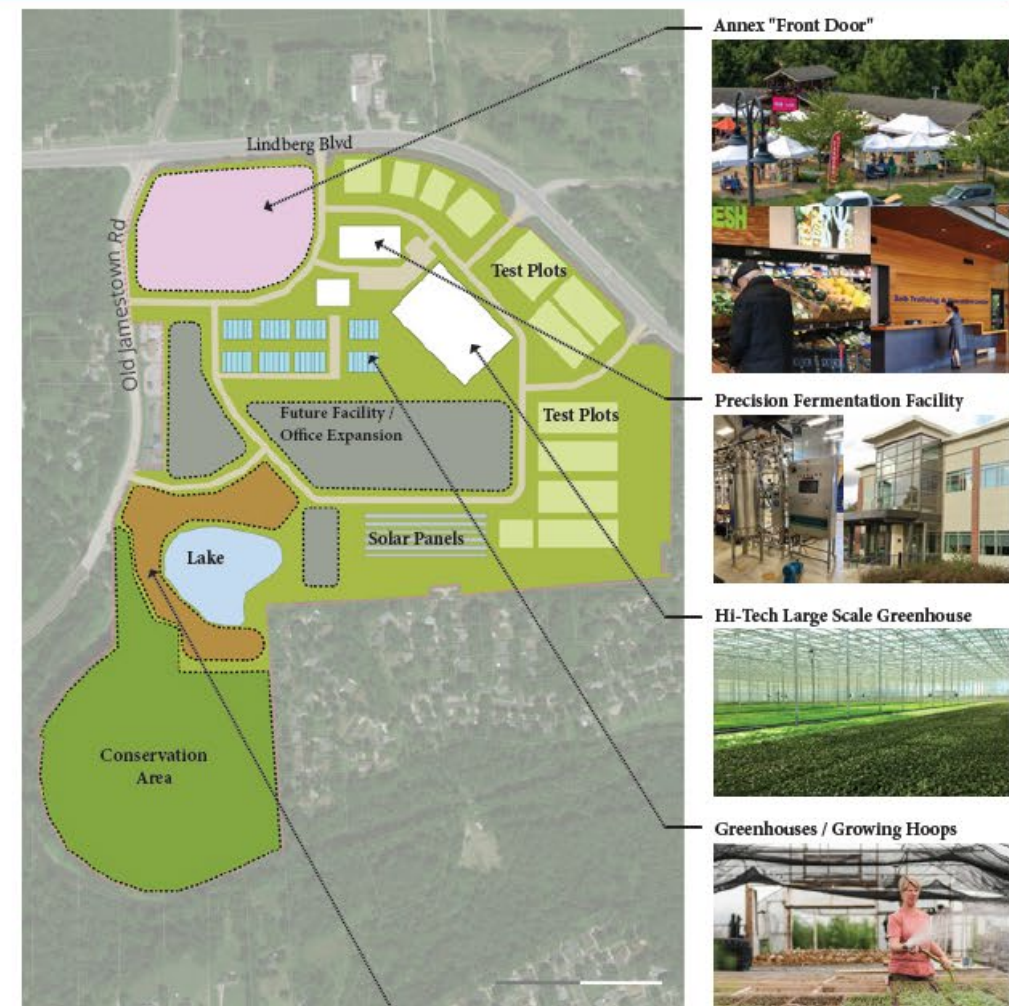 Annex "Front Door"
Lindberg Blvd
Old Jamestown Rd
Test Plots
Future Facility /
Office Expansion
Test Plots
Solar Panels
Lake
Conservation
Area
ESH
Precision Fermentation Facility
Hi-Tech Large Scale Greenhouse
Greenhouses / Growing Hoops